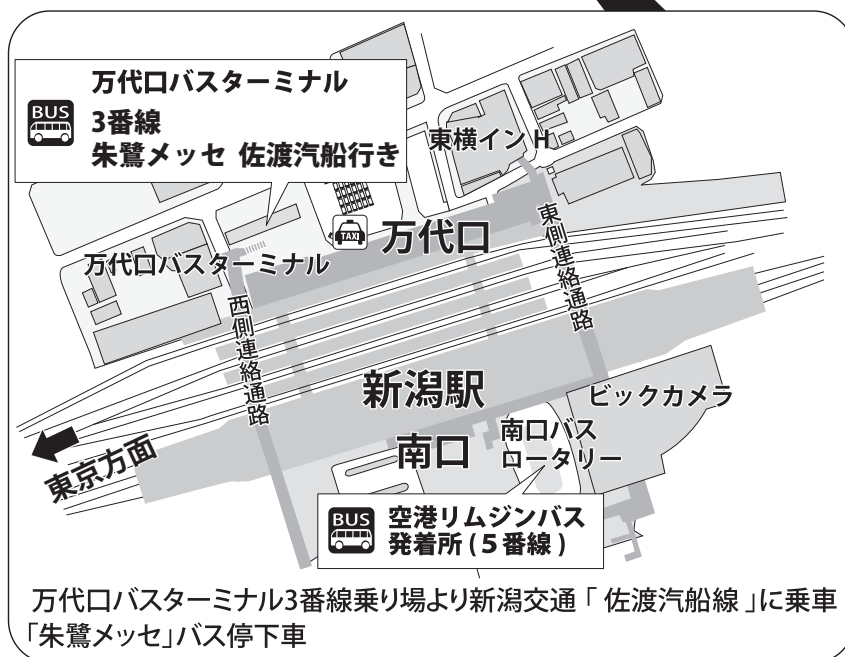 BUS
万代口バスターミナル
3番線
朱鷺メッセ 佐渡汽船行き
東横イン H
TAXI
万代口
万代口バスターミナル
東側連絡通路
西側連絡通路
新潟駅
ビックカメラ
南口
南口バス
ロータリー
東京方面
BUS
空港リムジンバス
発着所(５番線)
万代口バスターミナル3番線乗り場より新潟交通「佐渡汽船線」に乗車
「朱鷺メッセ」バス停下車